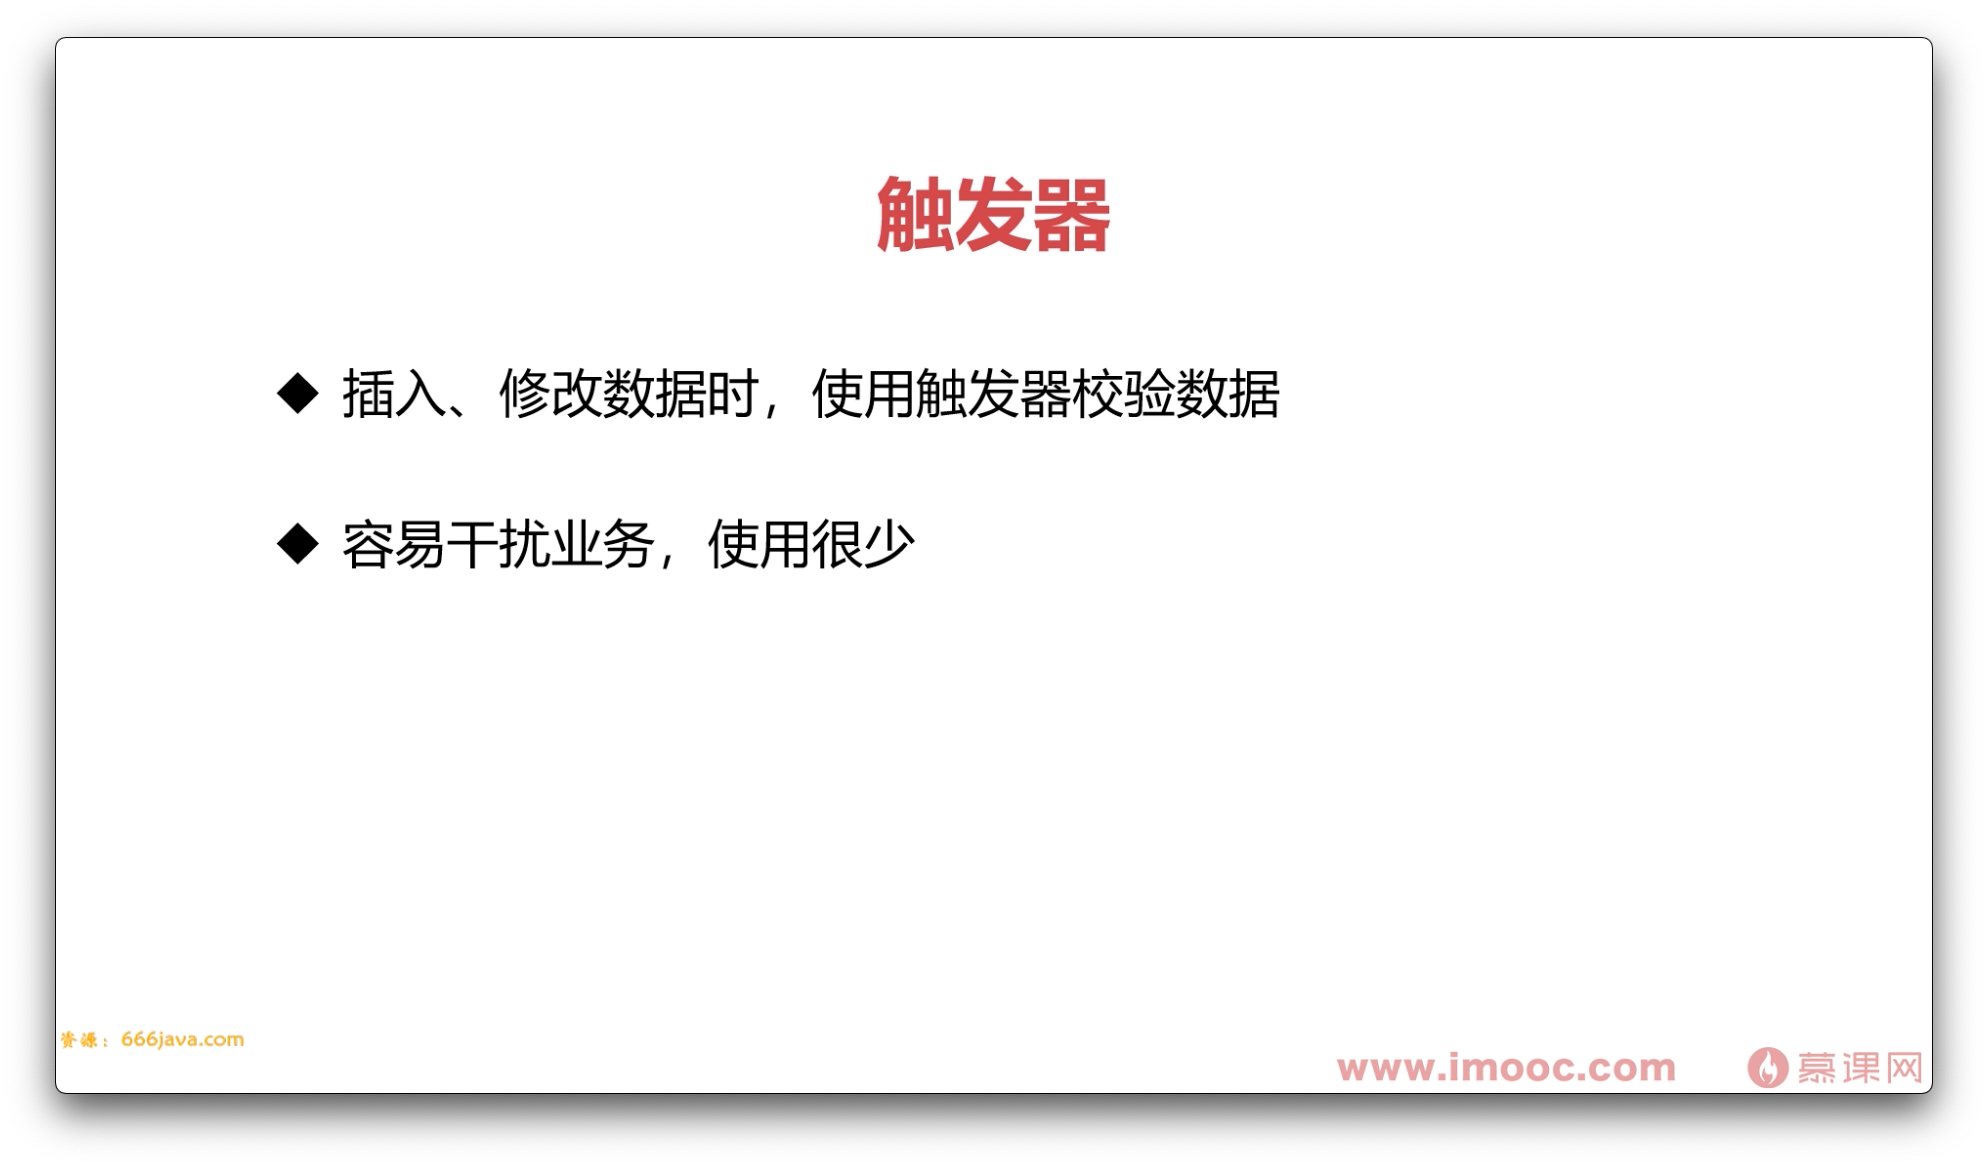 触发器
◆ 插入、修改数据时，使用触发器校验数据
◆ 容易干扰业务，使用很少
资源：666java.com
www.imooc.com 慕课网